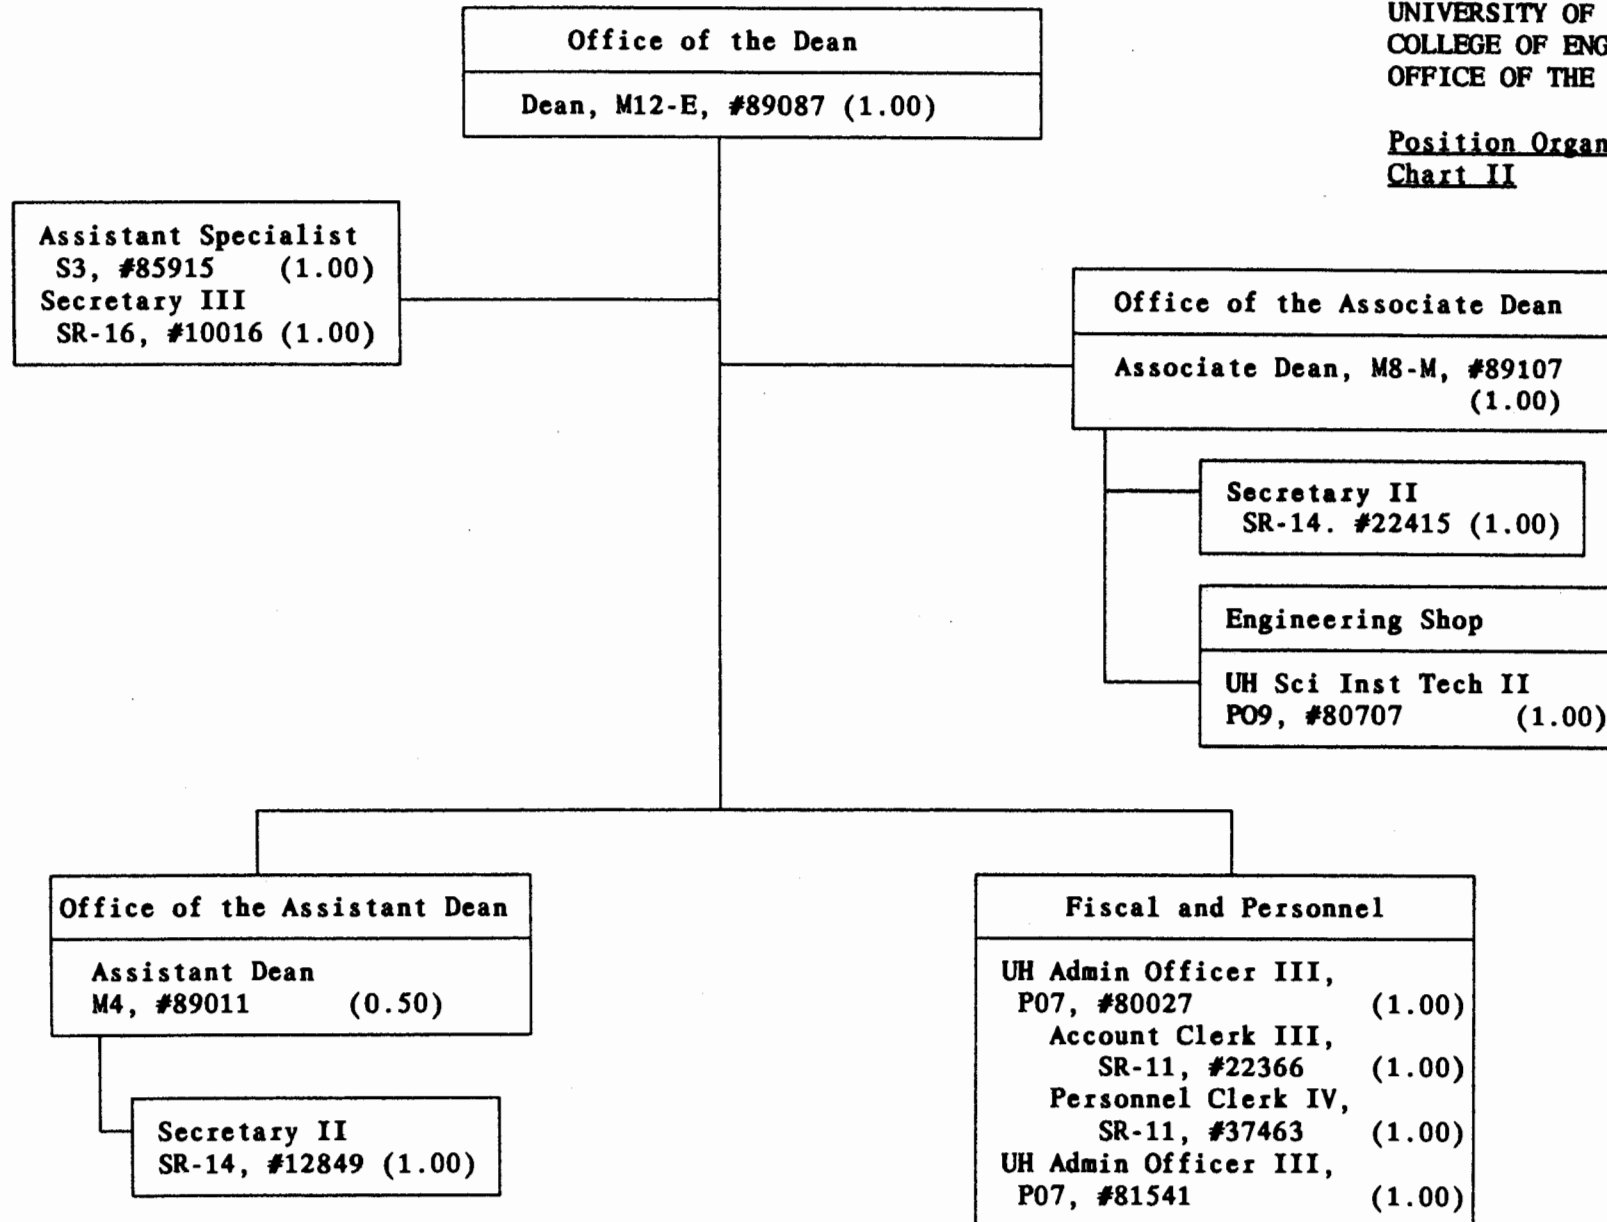 Office of the Dean
Dean, M12-E, #89087 (1.00)
UNIVERSITY OF
COLLEGE OF ENG
OFFICE OF THE
Position Organ
Chart II
Assistant Specialist
S3, #85915 (1.00)
Secretary III
SR-16, #10016 (1.00)
Office of the Associate Dean
Associate Dean, M8-M, #89107
(1.00)
Secretary II
SR-14. #22415 (1.00)
Engineering Shop
UH Sci Inst Tech II
PO9, #80707 (1.00)
Office of the Assistant Dean
Assistant Dean
M4, #89011 (0.50)
Secretary II
SR-14, #12849 (1.00)
Fiscal and Personnel
UH Admin Officer III,
P07, #80027 (1.00)
Account Clerk III,
SR-11, #22366 (1.00)
Personnel Clerk IV,
SR-11, #37463 (1.00)
UH Admin Officer III,
P07, #81541 (1.00)